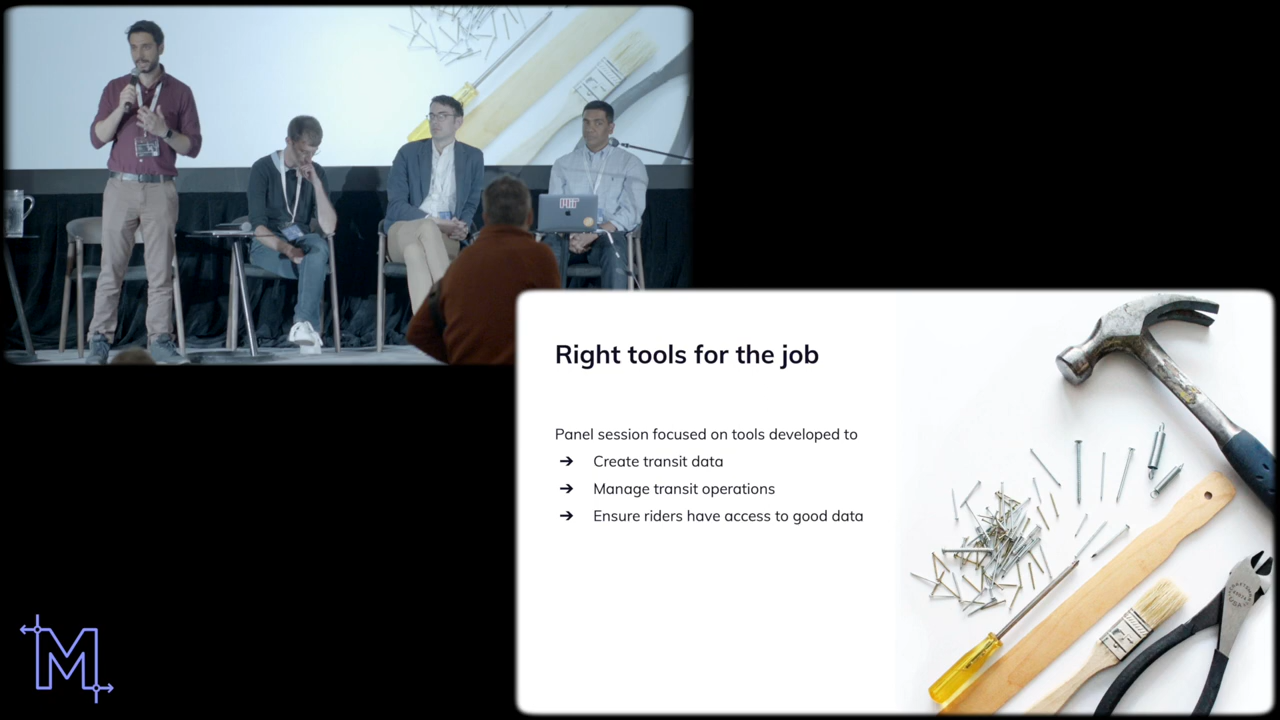 MIT
Right tools for the job
Panel session focused on tools developed to
➔ Create transit data
➔ Manage transit operations
➔ Ensure riders have access to good data
M